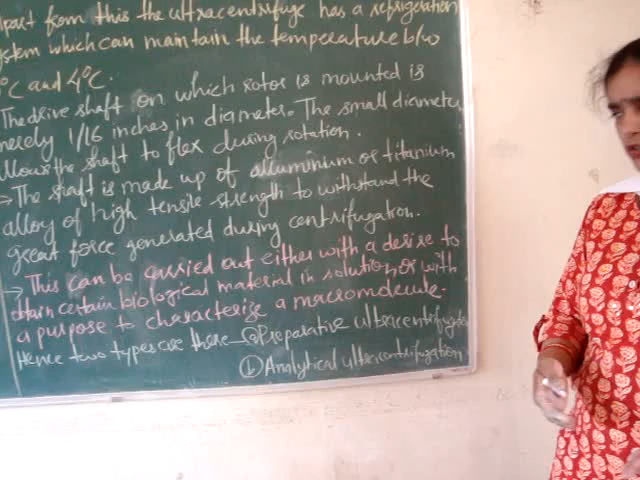 Apart from this the ultracentrifuge has a refrigeration
system which can maintain the temperature b/w
0°C and 4°C.
The drive shaft on which rotor is mounted is
merely 1/16 inches in diameter. The small diameter
allows the shaft to flex during rotation.
→ The shaft is made up of alluminium or titanium
alloy of high tensile strength to withstand the
great force generated during centrifugation.
→ This can be carried out either with a desire to
obtain certain biological material in solution, or with
a purpose to characterise a macromolecule.
Hence two types are there - ⓐ Preparative ultracentrifugation
ⓑ Analytical ultracentrifugation